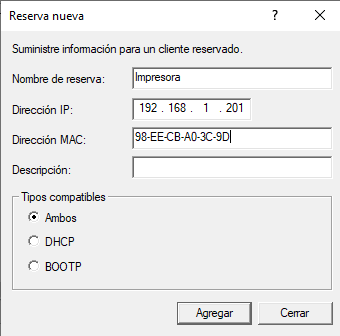 Reserva nueva
Suministre información para un cliente reservado.
Nombre de reserva: Impresora
Dirección IP: 192 . 168 . 1 . 201
Dirección MAC: 98-EE-CB-A0-3C-9D
Descripción:
Tipos compatibles
Ambos
DHCP
BOOTP
Agregar Cerrar